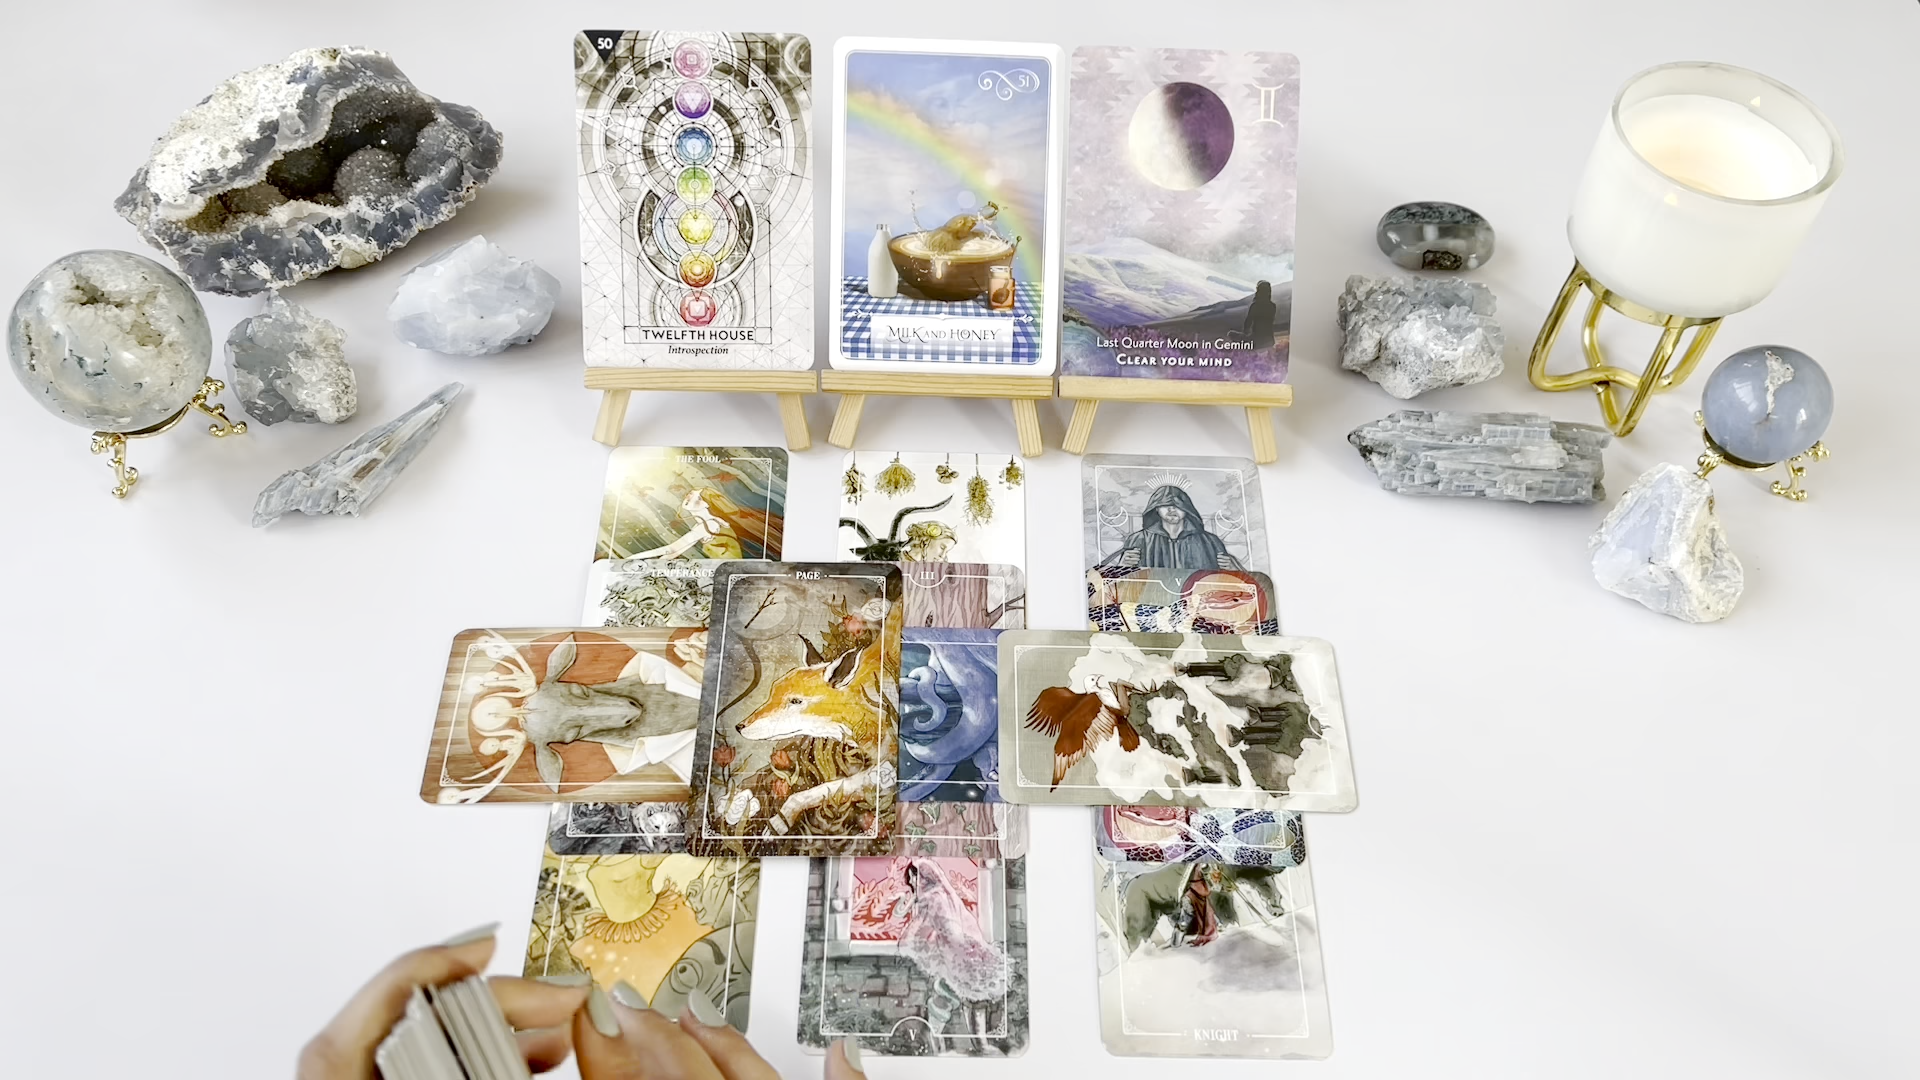 50
TWELFTH HOUSE
Introspection
51
MILK AND HONEY
Last Quarter Moon in Gemini
CLEAR YOUR MIND
THE FOOL
TEMPERANCE
PAGE
III
V
V
KNIGHT